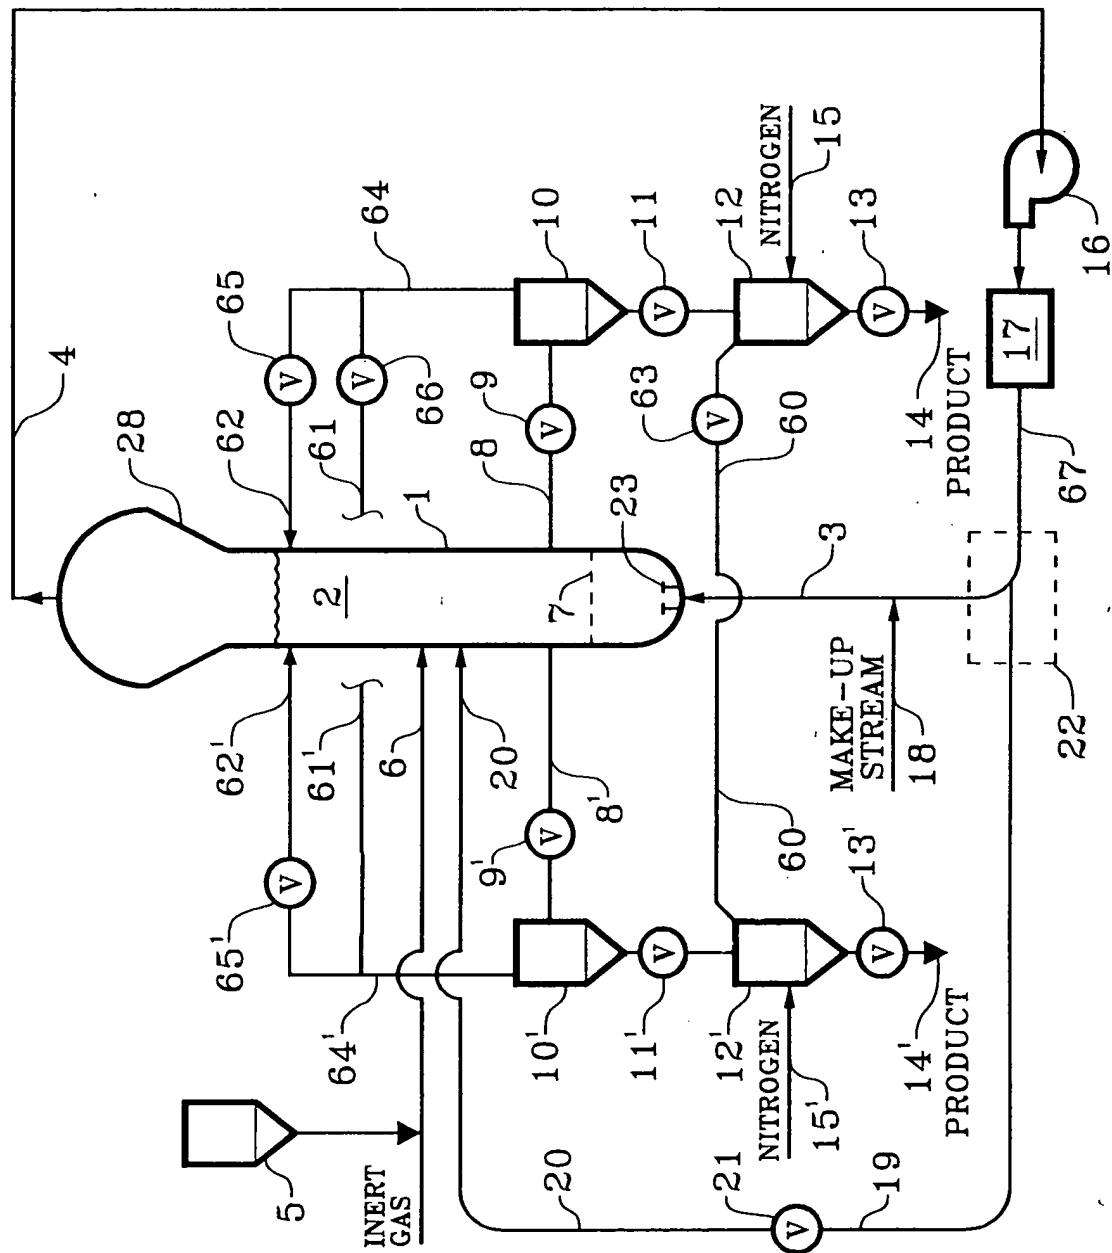 4
28
65
64
62
66
61
10
11
9
8
1
2
7
23
63
60
12
NITROGEN
15
13
14
PRODUCT
16
17
67
3
MAKE-UP
STREAM
18
22
62'
61'
6
20
8'
9'
65'
64'
10'
11'
12'
60
13'
14'
PRODUCT
NITROGEN
15'
5
INERT
GAS
20
21
19
V
V
V
V
V
V
V
V
V
V
V